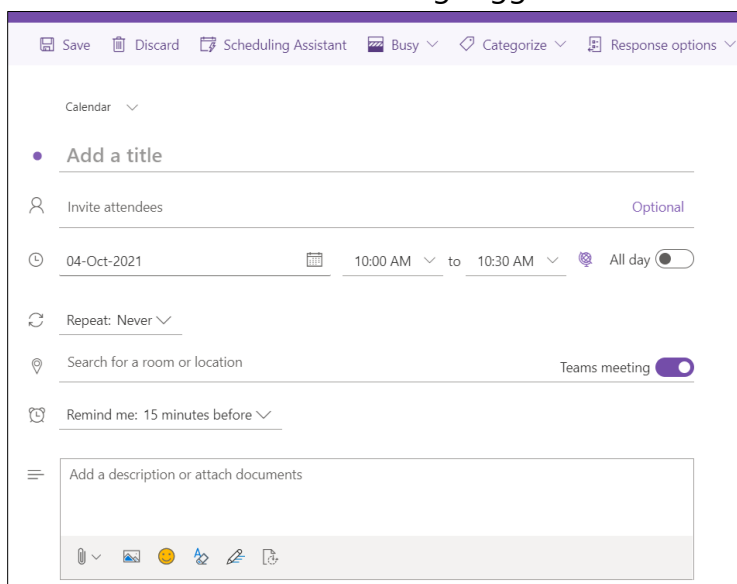 Save Discard Scheduling Assistant Busy Categorize Response options
Calendar
Add a title
Invite attendees Optional
04-Oct-2021 10:00 AM to 10:30 AM All day
Repeat: Never
Search for a room or location Teams meeting
Remind me: 15 minutes before
Add a description or attach documents